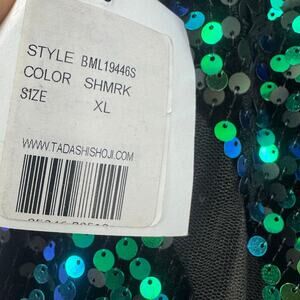 STYLE BML19446S
COLOR SHMRK
SIZE XL
WWW.TADASHISHOJI.COM